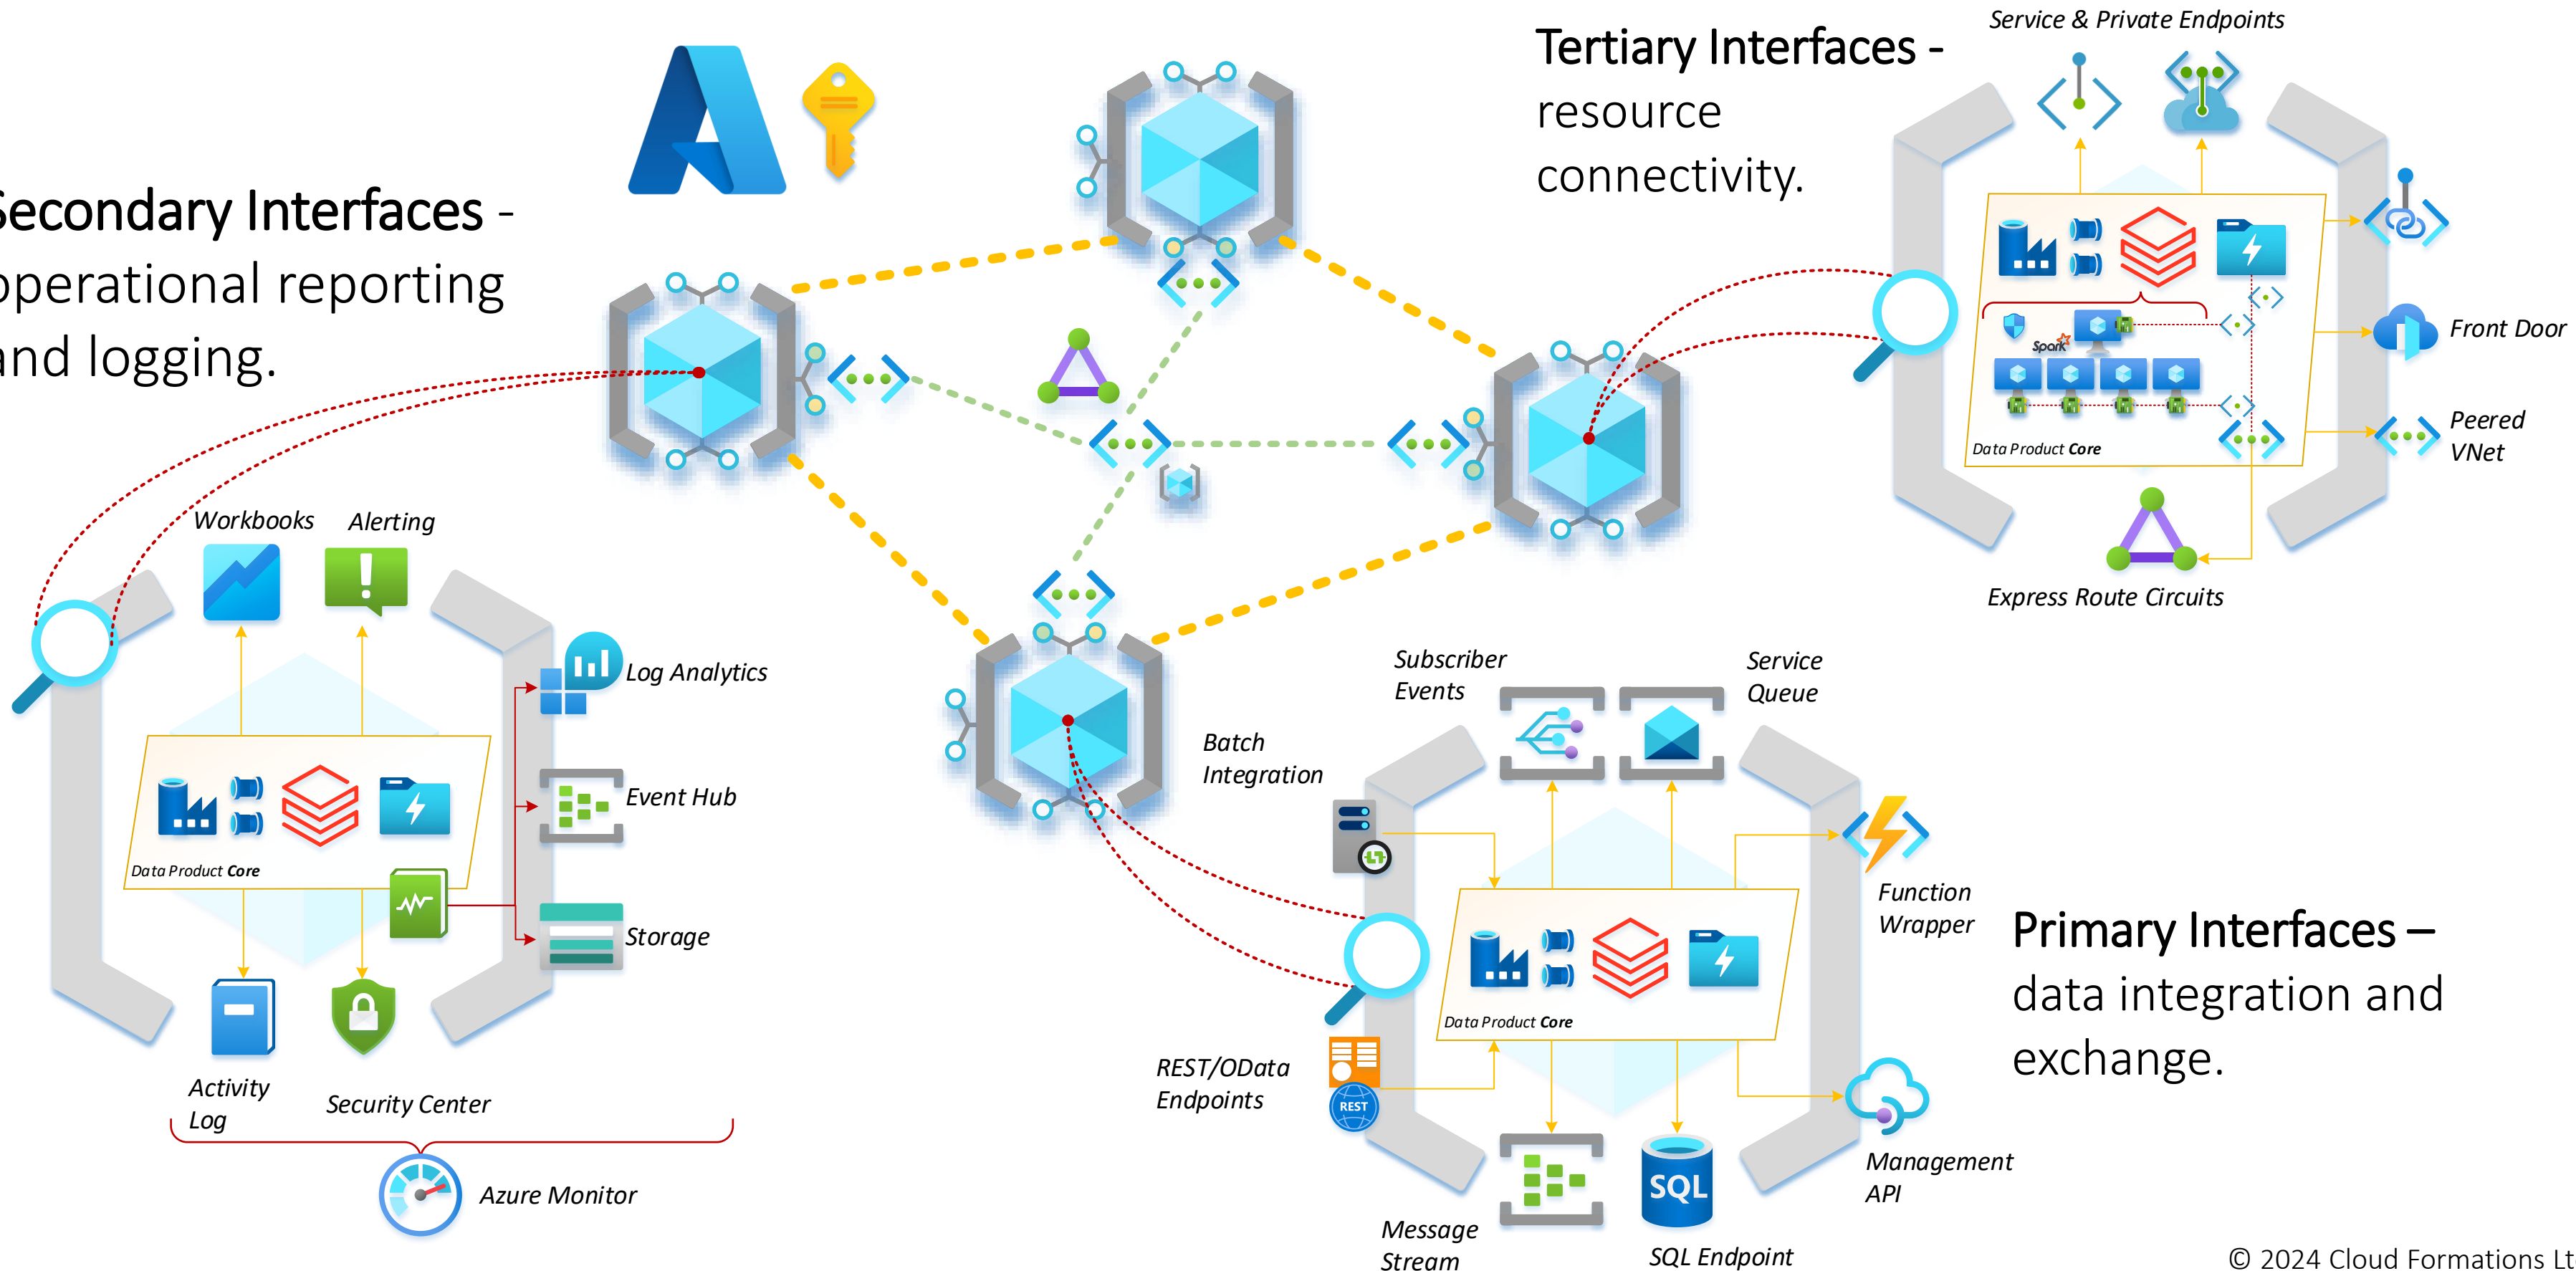 Secondary Interfaces -
operational reporting
and logging.
Tertiary Interfaces -
resource
connectivity.
Service & Private Endpoints
Spark
Data Product Core
Front Door
Peered
VNet
Express Route Circuits
Workbooks
Alerting
Log Analytics
Event Hub
Storage
Data Product Core
Activity
Log
Security Center
Azure Monitor
Subscriber
Events
Service
Queue
Batch
Integration
Function
Wrapper
Data Product Core
REST/OData
Endpoints
REST
Management
API
Message
Stream
SQL
SQL Endpoint
Primary Interfaces –
data integration and
exchange.
© 2024 Cloud Formations Lt